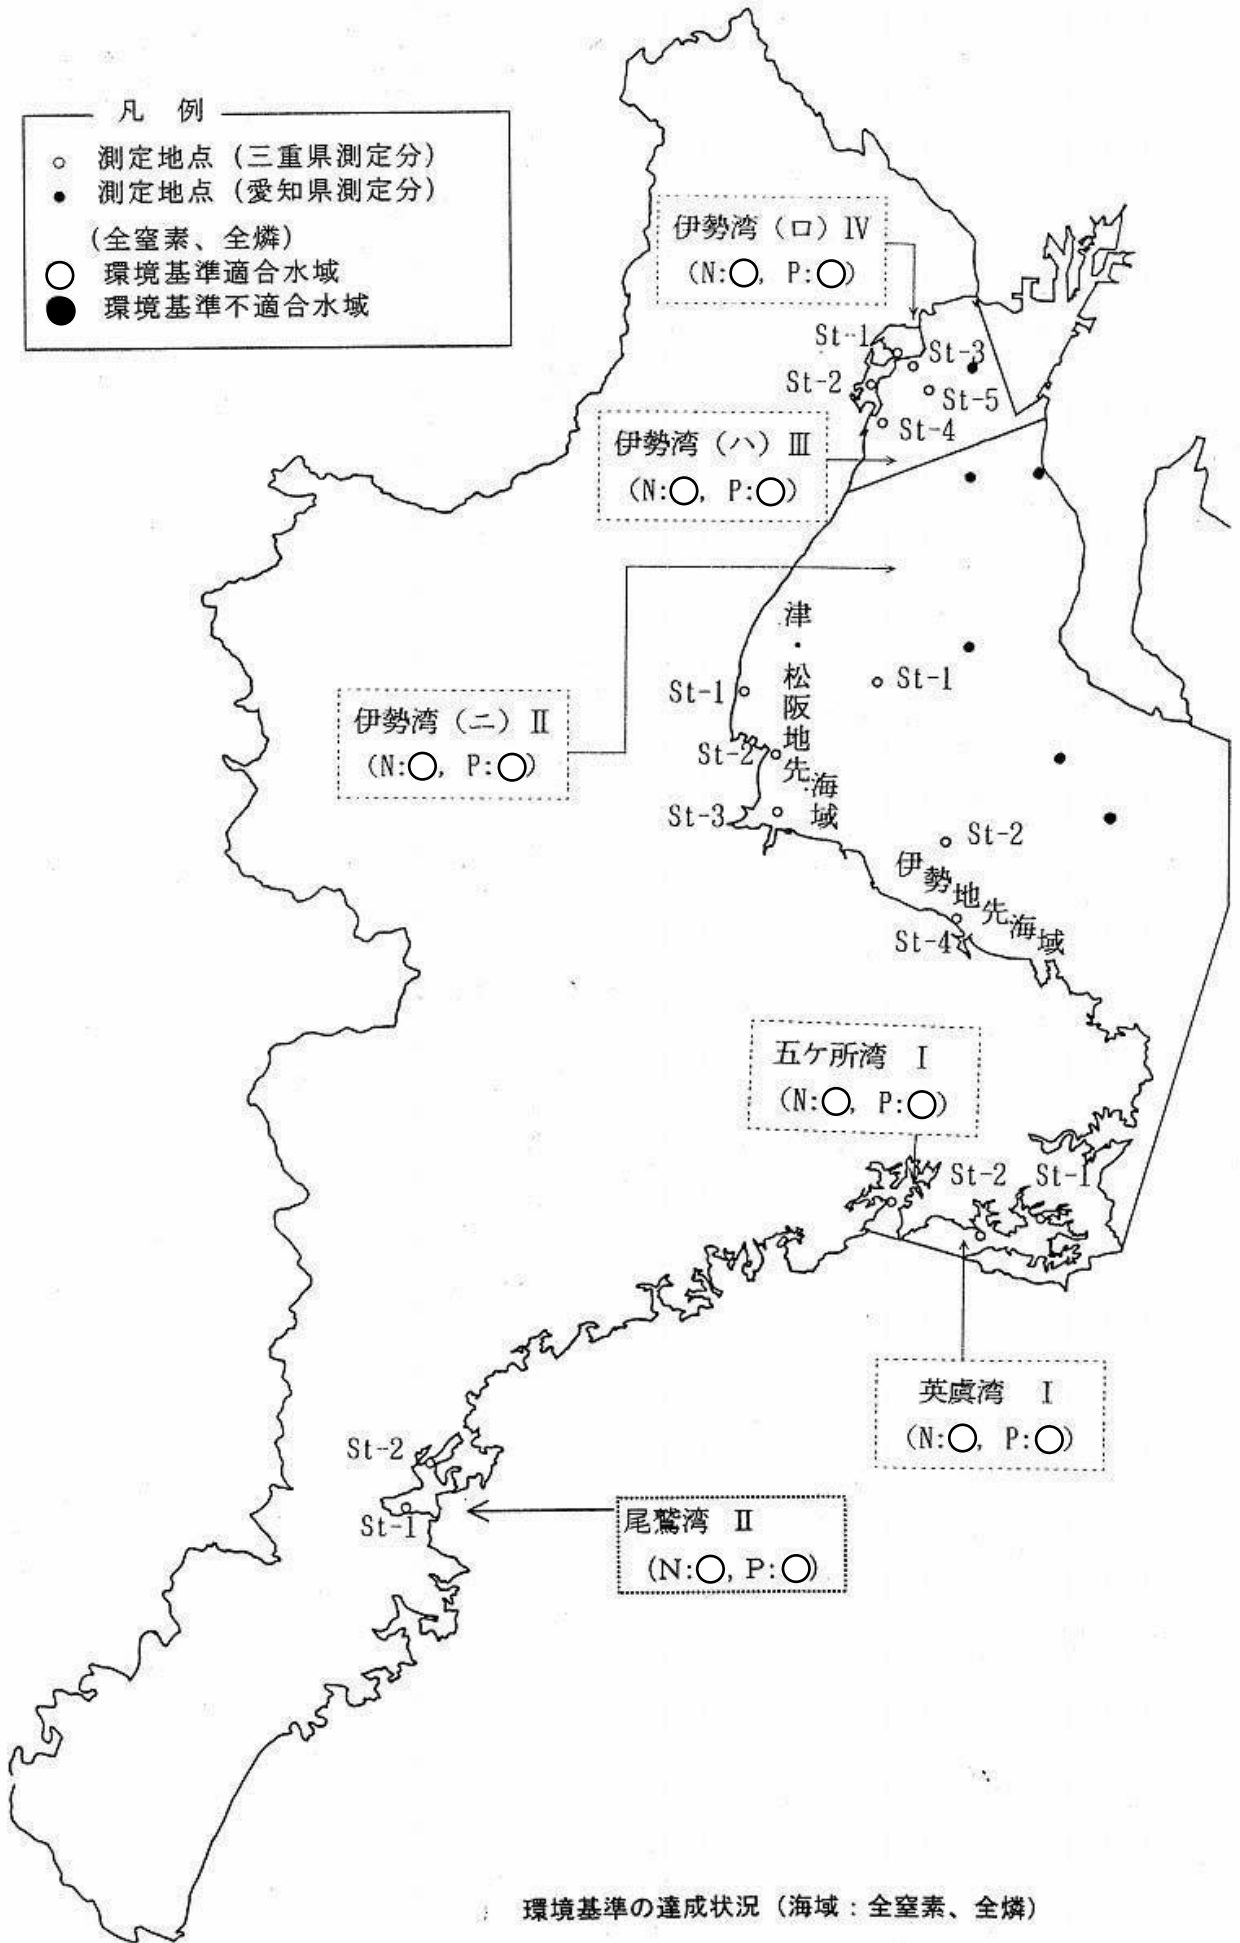 凡 例
○ 測定地点（三重県測定分）
● 測定地点（愛知県測定分）
（全窒素、全燐）
○ 環境基準適合水域
● 環境基準不適合水域
伊勢湾（ロ）Ⅳ
（N:○, P:○）
St-1
St-3
St-2
St-5
St-4
伊勢湾（ハ）Ⅲ
（N:○, P:○）
津・松阪地先海域
St-1
St-1
伊勢湾（ニ）Ⅱ
（N:○, P:○）
St-2
St-3
St-2
伊勢地先海域
St-4
五ケ所湾 Ⅰ
（N:○, P:○）
St-2
St-1
英虞湾 Ⅰ
（N:○, P:○）
St-2
St-1
尾鷲湾 Ⅱ
（N:○, P:○）
環境基準の達成状況（海域：全窒素、全燐）